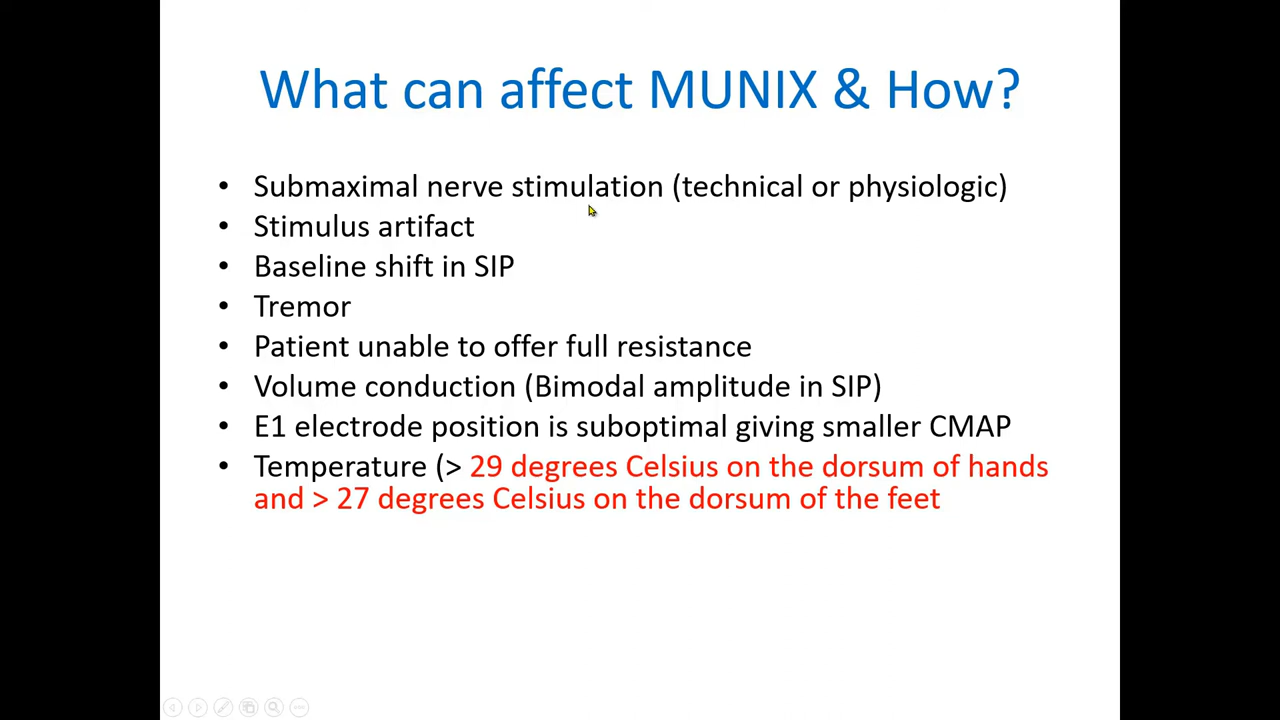 What can affect MUNIX & How?
• Submaximal nerve stimulation (technical or physiologic)
• Stimulus artifact
• Baseline shift in SIP
• Tremor
• Patient unable to offer full resistance
• Volume conduction (Bimodal amplitude in SIP)
• E1 electrode position is suboptimal giving smaller CMAP
• Temperature (> 29 degrees Celsius on the dorsum of hands
and > 27 degrees Celsius on the dorsum of the feet